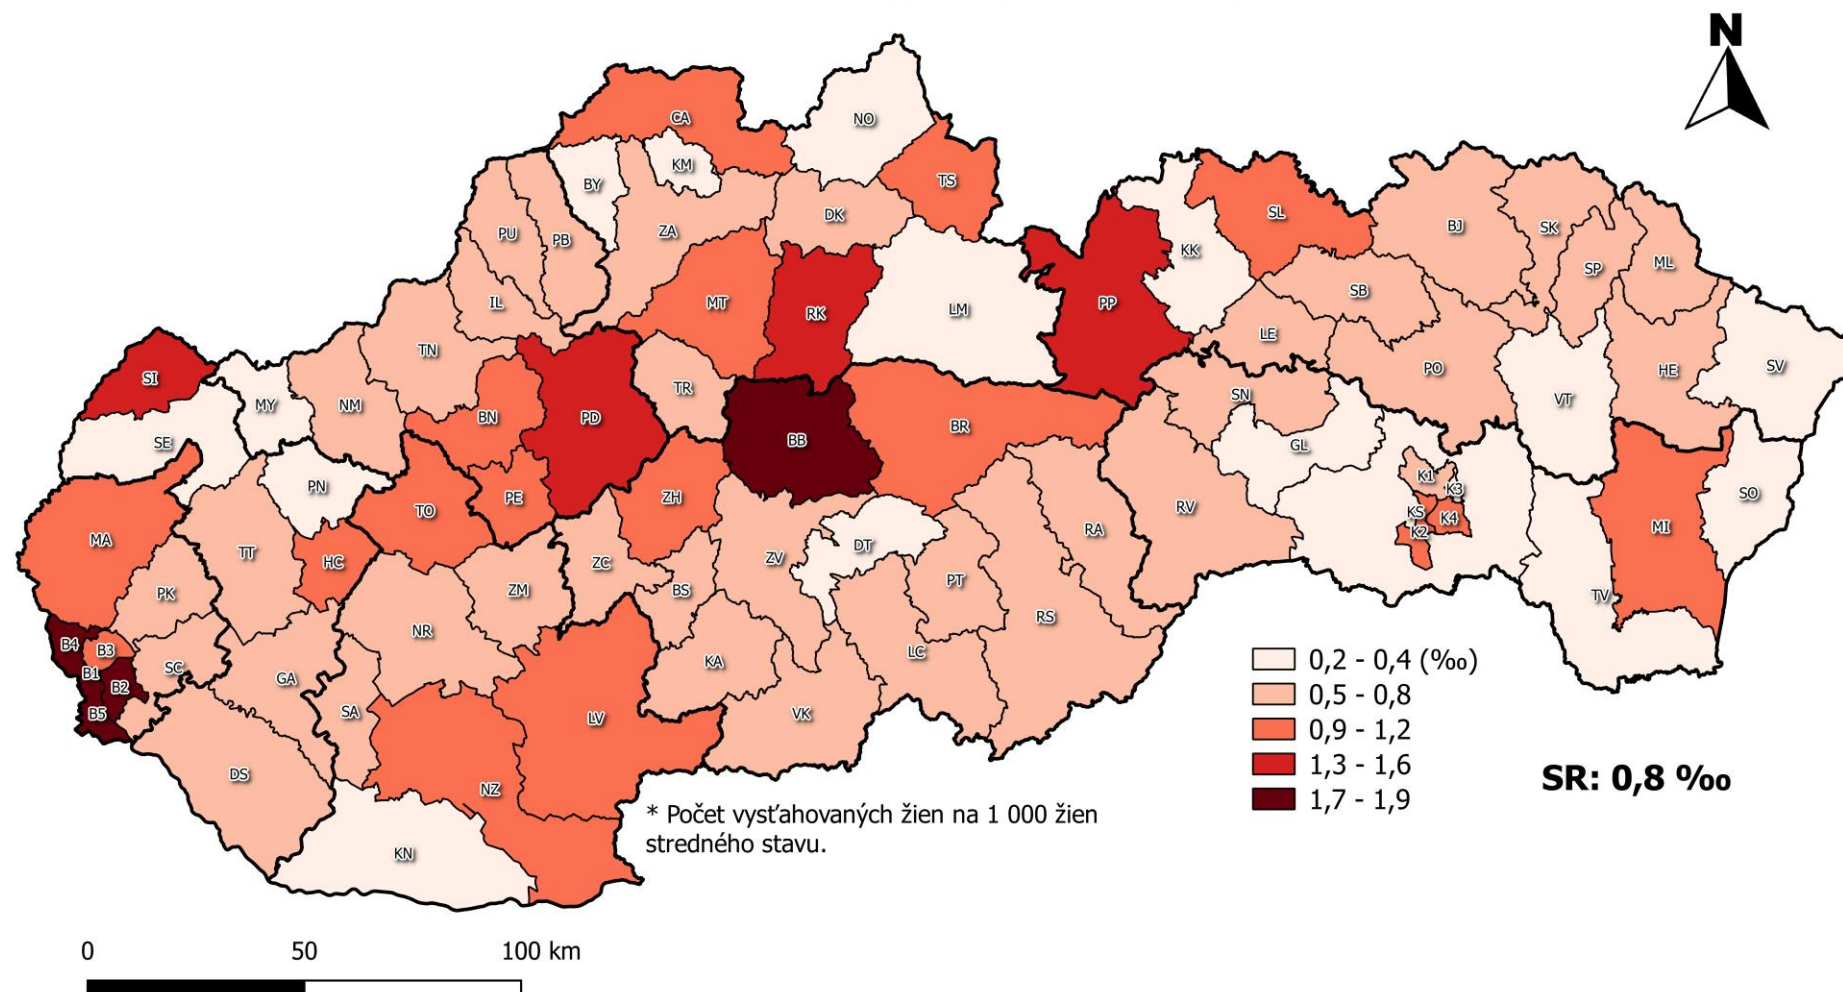 N
CA
NO
KM
BY
TS
DK
PU
PB
ZA
KK
SL
BJ
SK
SP
ML
SB
IL
MT
RK
LM
PP
LE
PO
HE
SV
TN
SI
MY
NM
BN
PD
TR
BB
BR
SN
VT
SE
GL
PN
TO
PE
ZH
K1
K3
KS
K4
K2
SO
MI
MA
TT
HC
ZC
ZV
DT
RA
RV
PK
ZM
BS
PT
TV
NR
RS
B4
B3
B1
B2
B5
SC
GA
KA
LC
SA
LV
VK
DS
NZ
KN
0,2 - 0,4 (‰)
0,5 - 0,8
0,9 - 1,2
1,3 - 1,6
1,7 - 1,9
SR: 0,8 ‰
* Počet vysťahovaných žien na 1 000 žien
stredného stavu.
0 50 100 km